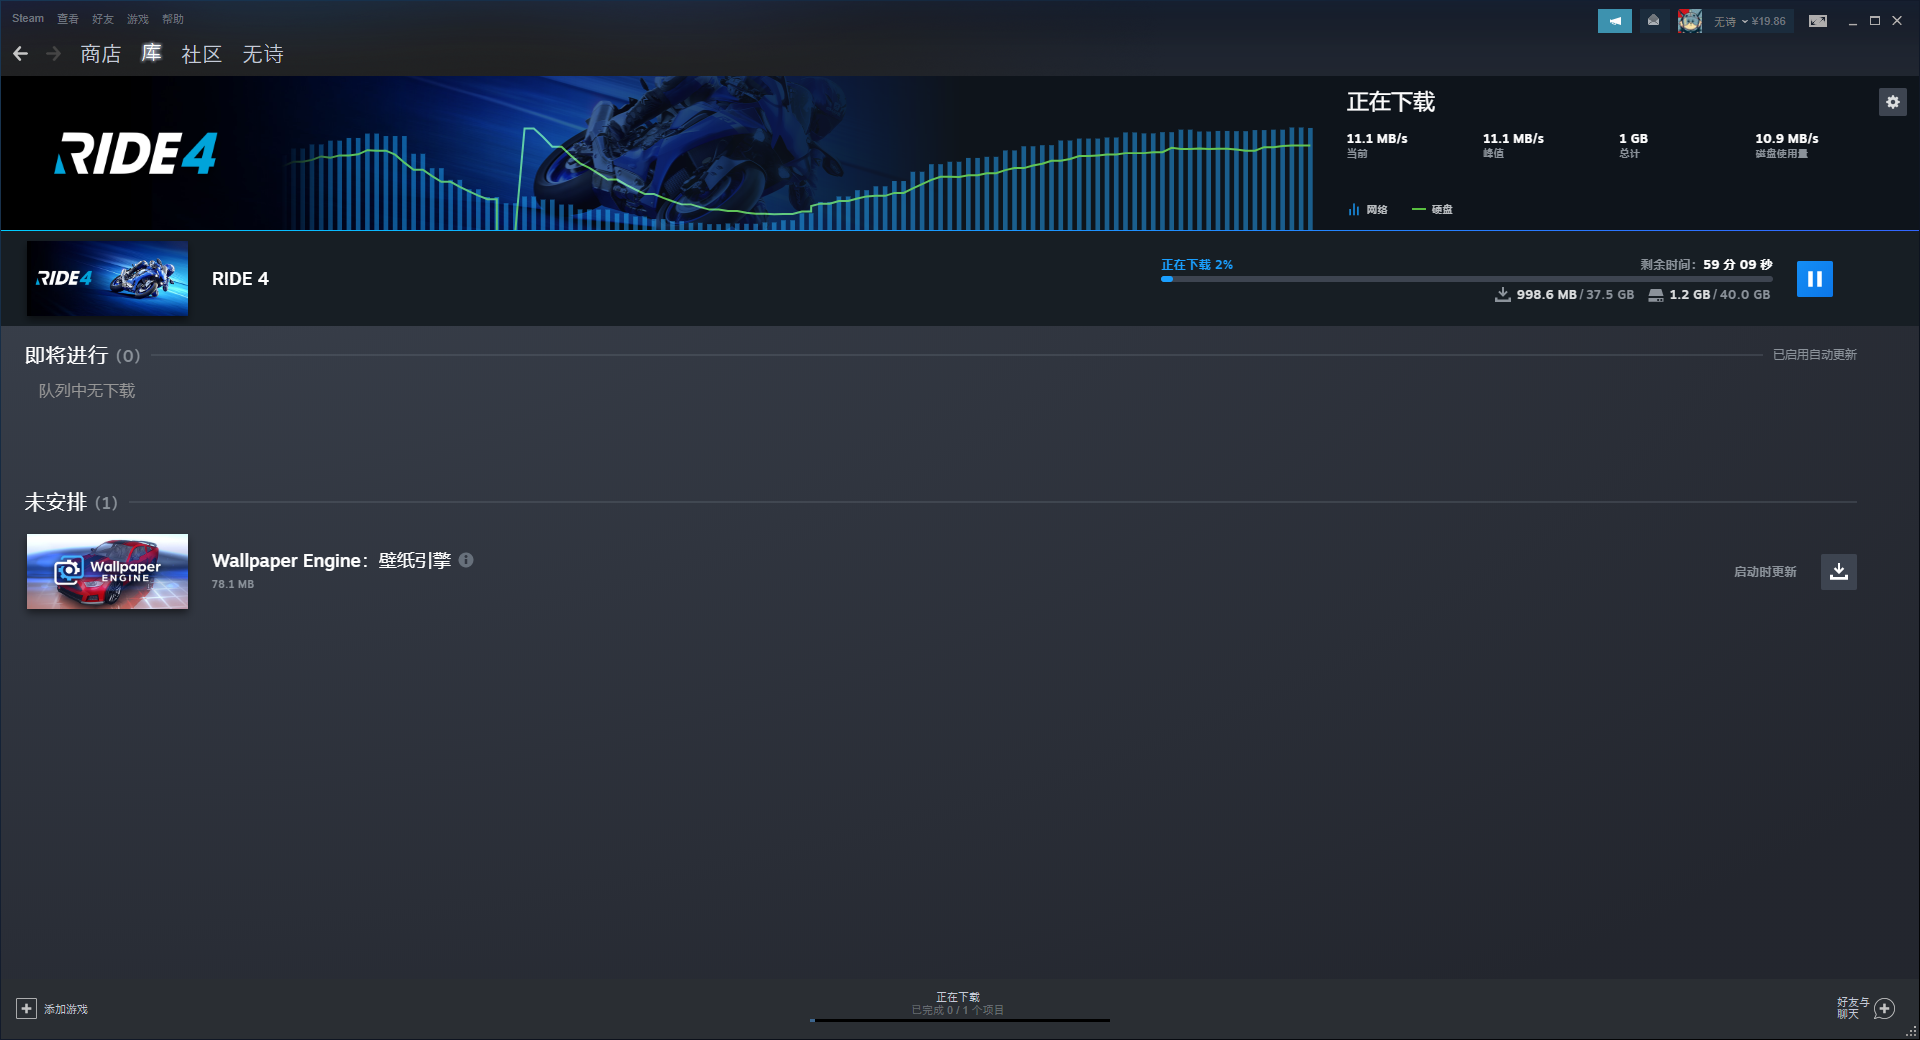 Steam 查看 好友 游戏 帮助
无诗 ¥19.86
商店 库 社区 无诗
RIDE 4
正在下载
11.1 MB/s 11.1 MB/s 1 GB 10.9 MB/s
当前 峰值 总计 磁盘使用量
网络 硬盘
RIDE 4
RIDE 4
正在下载 2%
剩余时间：59 分 09 秒
998.6 MB / 37.5 GB 1.2 GB / 40.0 GB
即将进行 (0)
已启用自动更新
队列中无下载
未安排 (1)
Wallpaper
ENGINE
Wallpaper Engine：壁纸引擎
78.1 MB
启动时更新
添加游戏
正在下载
已完成 0 / 1 个项目
好友与
聊天